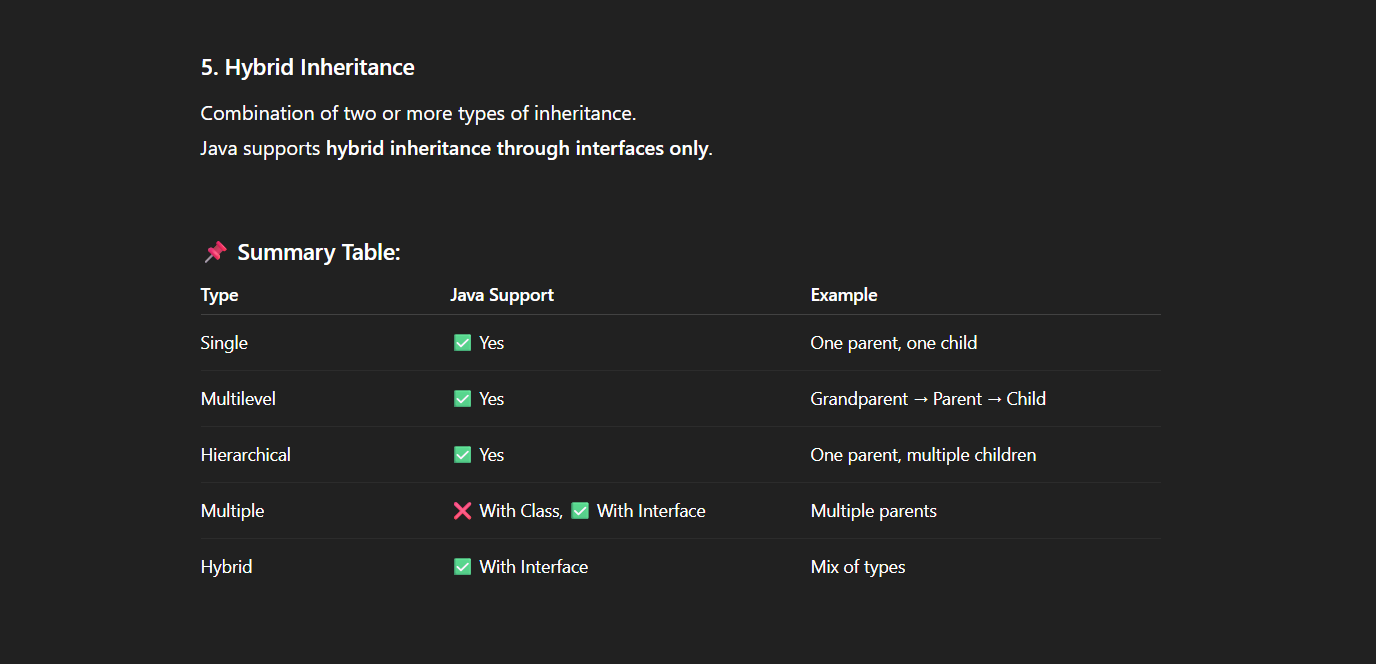 5. Hybrid Inheritance
Combination of two or more types of inheritance.
Java supports hybrid inheritance through interfaces only.
📌 Summary Table:
Type Java Support Example
Single ✅ Yes One parent, one child
Multilevel ✅ Yes Grandparent → Parent → Child
Hierarchical ✅ Yes One parent, multiple children
Multiple ❌ With Class, ✅ With Interface Multiple parents
Hybrid ✅ With Interface Mix of types